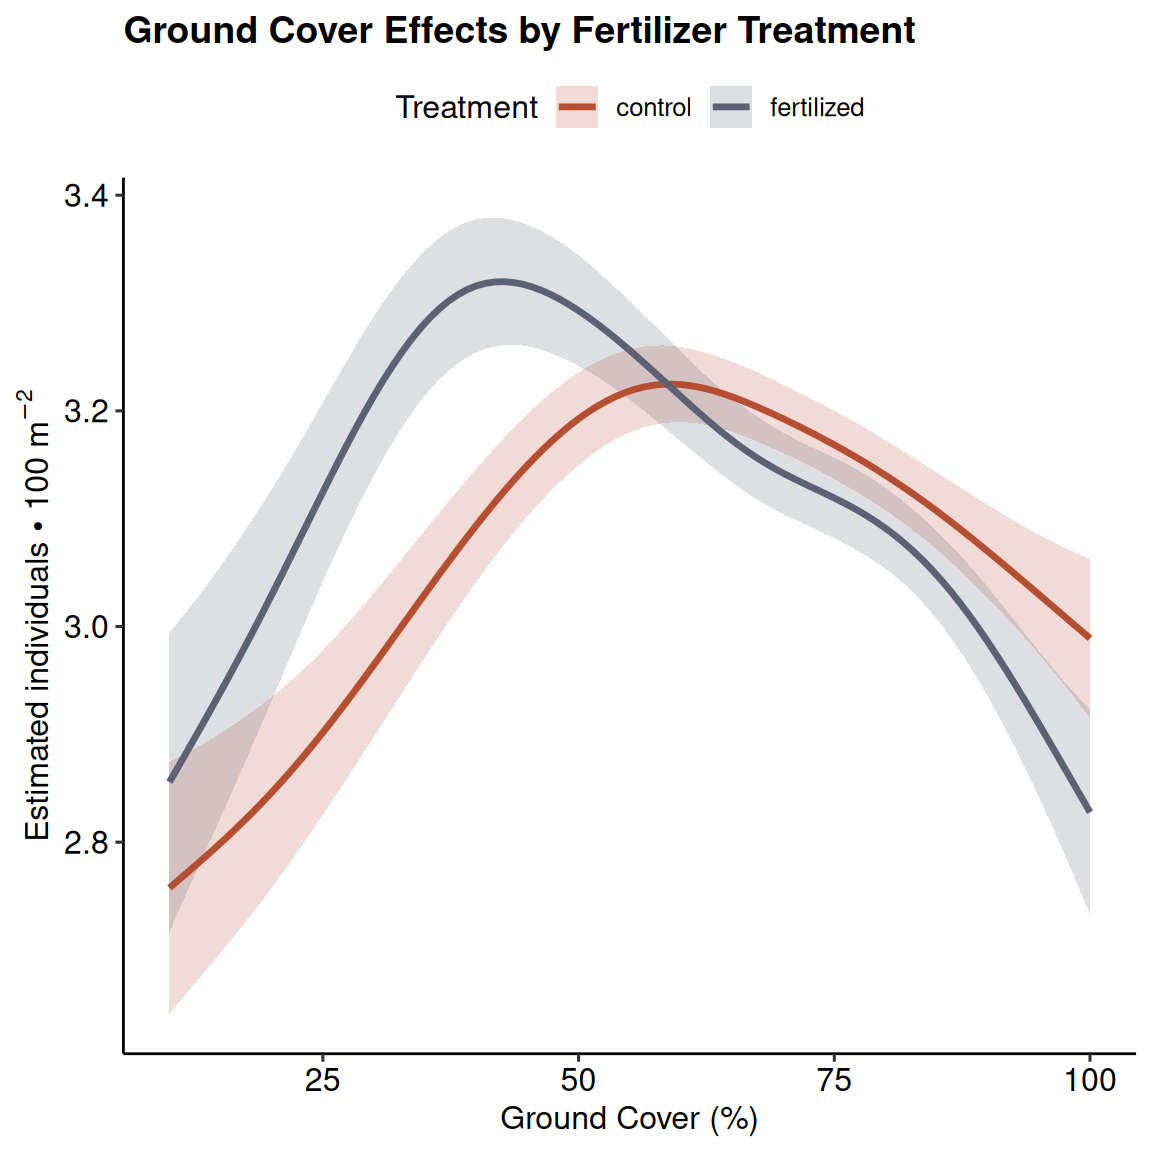 Ground Cover Effects by Fertilizer Treatment
Treatment control fertilized
Estimated individuals • 100 m⁻²
3.4
3.2
3.0
2.8
25 50 75 100
Ground Cover (%)